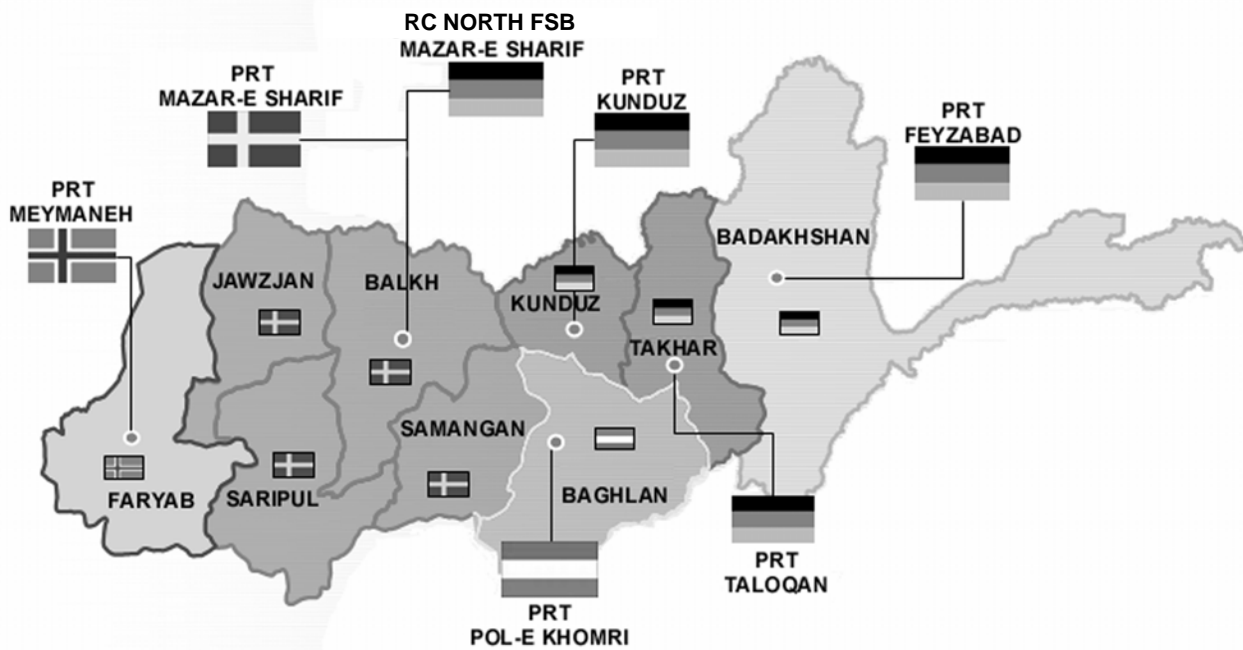 RC NORTH FSB
MAZAR-E SHARIF
PRT
MAZAR-E SHARIF
PRT
KUNDUZ
PRT
FEYZABAD
PRT
MEYMANEH
JAWZJAN
BALKH
KUNDUZ
TAKHAR
BADAKHSHAN
FARYAB
SARIPUL
SAMANGAN
BAGHLAN
PRT
TALOQAN
PRT
POL-E KHOMRI